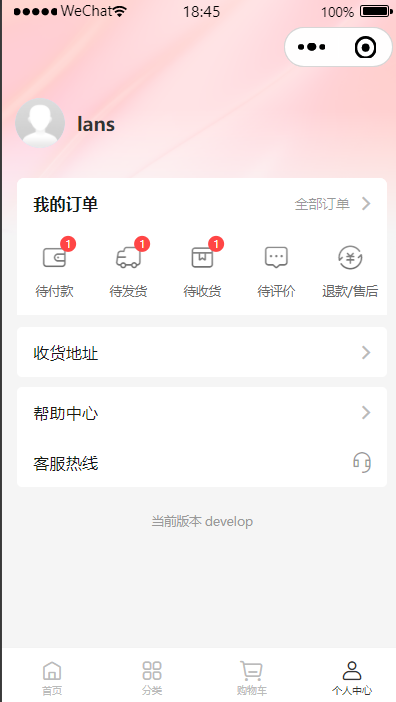 WeChat 18:45 100%
lans
我的订单 全部订单
1 1 1
待付款 待发货 待收货 待评价 退款/售后
收货地址
帮助中心
客服热线
当前版本 develop
首页 分类 购物车 个人中心